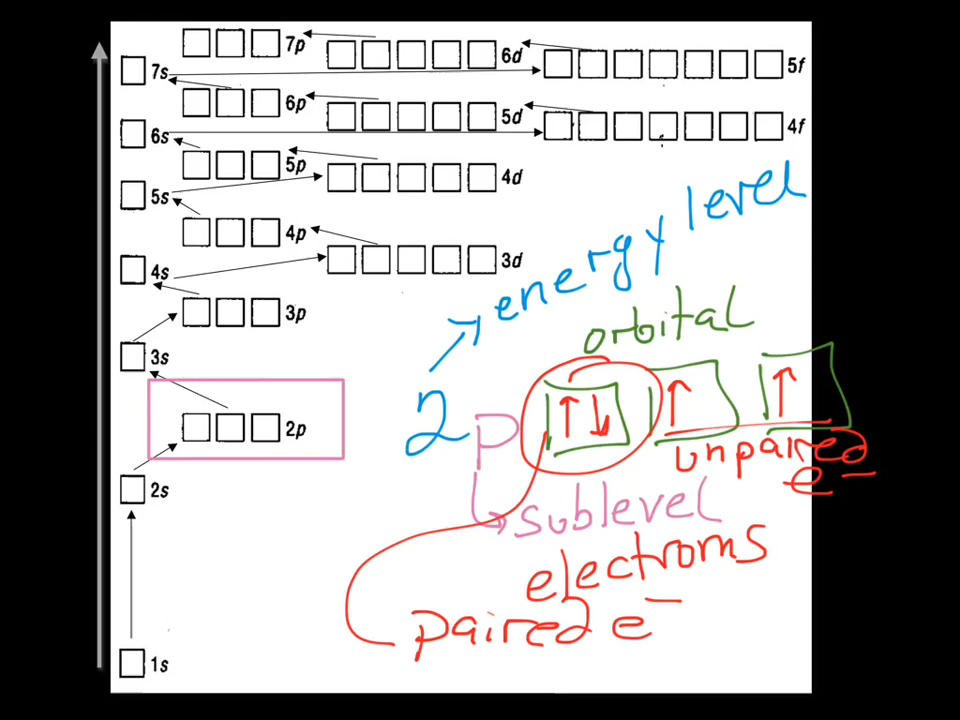 7p
6d
5f
7s
6p
5d
4f
6s
5p
4d
5s
4p
3d
4s
3p
3s
2p
2s
1s
energy level
orbital
2p
unpaired
e⁻
sublevel
electroms
paired e⁻